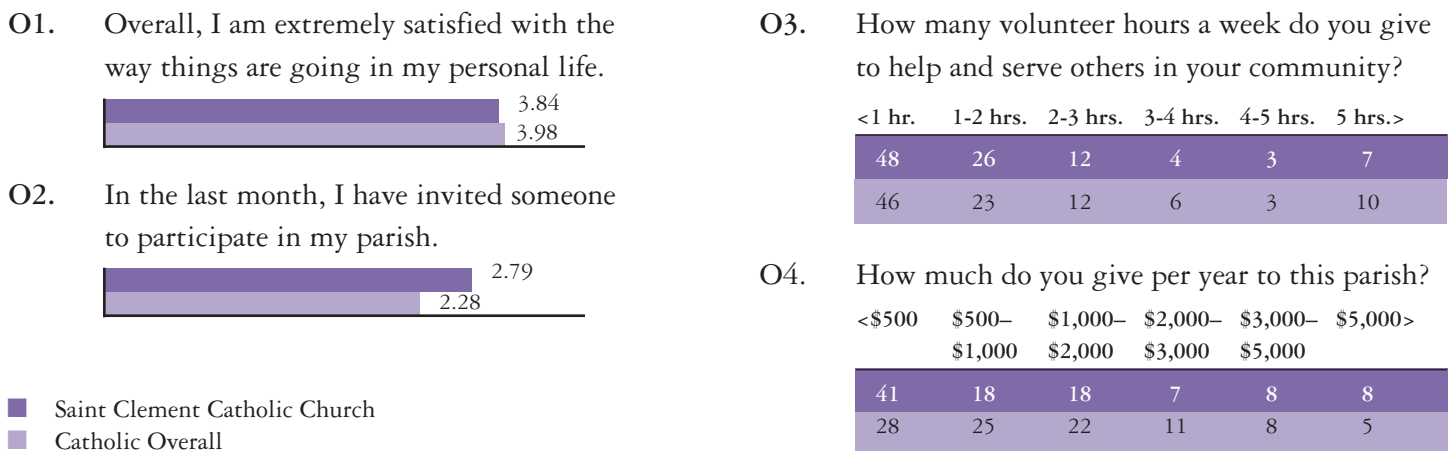 O1. Overall, I am extremely satisfied with the
way things are going in my personal life.
3.84
3.98
O2. In the last month, I have invited someone
to participate in my parish.
2.79
2.28
Saint Clement Catholic Church
Catholic Overall
O3. How many volunteer hours a week do you give
to help and serve others in your community?
<1 hr. 1-2 hrs. 2-3 hrs. 3-4 hrs. 4-5 hrs. 5 hrs.>
48 26 12 4 3 7
46 23 12 6 3 10
O4. How much do you give per year to this parish?
<$500 $500– $1,000– $2,000– $3,000– $5,000>
$1,000 $2,000 $3,000 $5,000
41 18 18 7 8 8
28 25 22 11 8 5